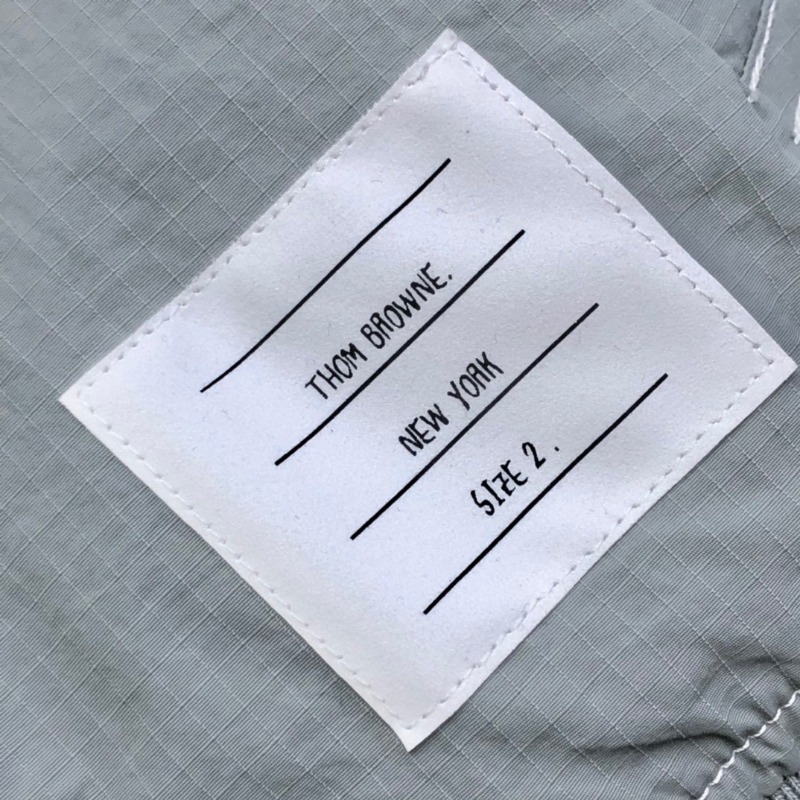 THOM BROWNE.
NEW YORK
SIZE 2.